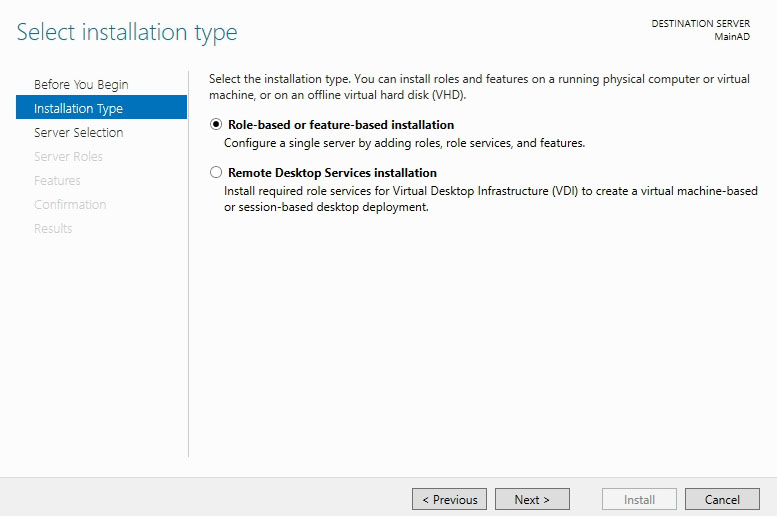 Select installation type
DESTINATION SERVER
MainAD
Before You Begin
Installation Type
Server Selection
Server Roles
Features
Confirmation
Results
Select the installation type. You can install roles and features on a running physical computer or virtual
machine, or on an offline virtual hard disk (VHD).
Role-based or feature-based installation
Configure a single server by adding roles, role services, and features.
Remote Desktop Services installation
Install required role services for Virtual Desktop Infrastructure (VDI) to create a virtual machine-based
or session-based desktop deployment.
< Previous
Next >
Install
Cancel